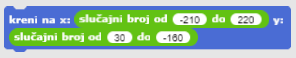 kreni na x: slučajni broj od -210 do 220 y:
slučajni broj od 30 do -160